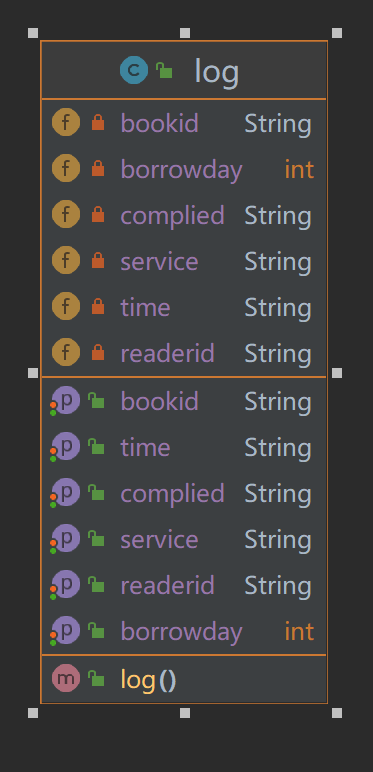 C log
f bookid String
f borrowday int
f complied String
f service String
f time String
f readerid String
p bookid String
p time String
p complied String
p service String
p readerid String
p borrowday int
m log()